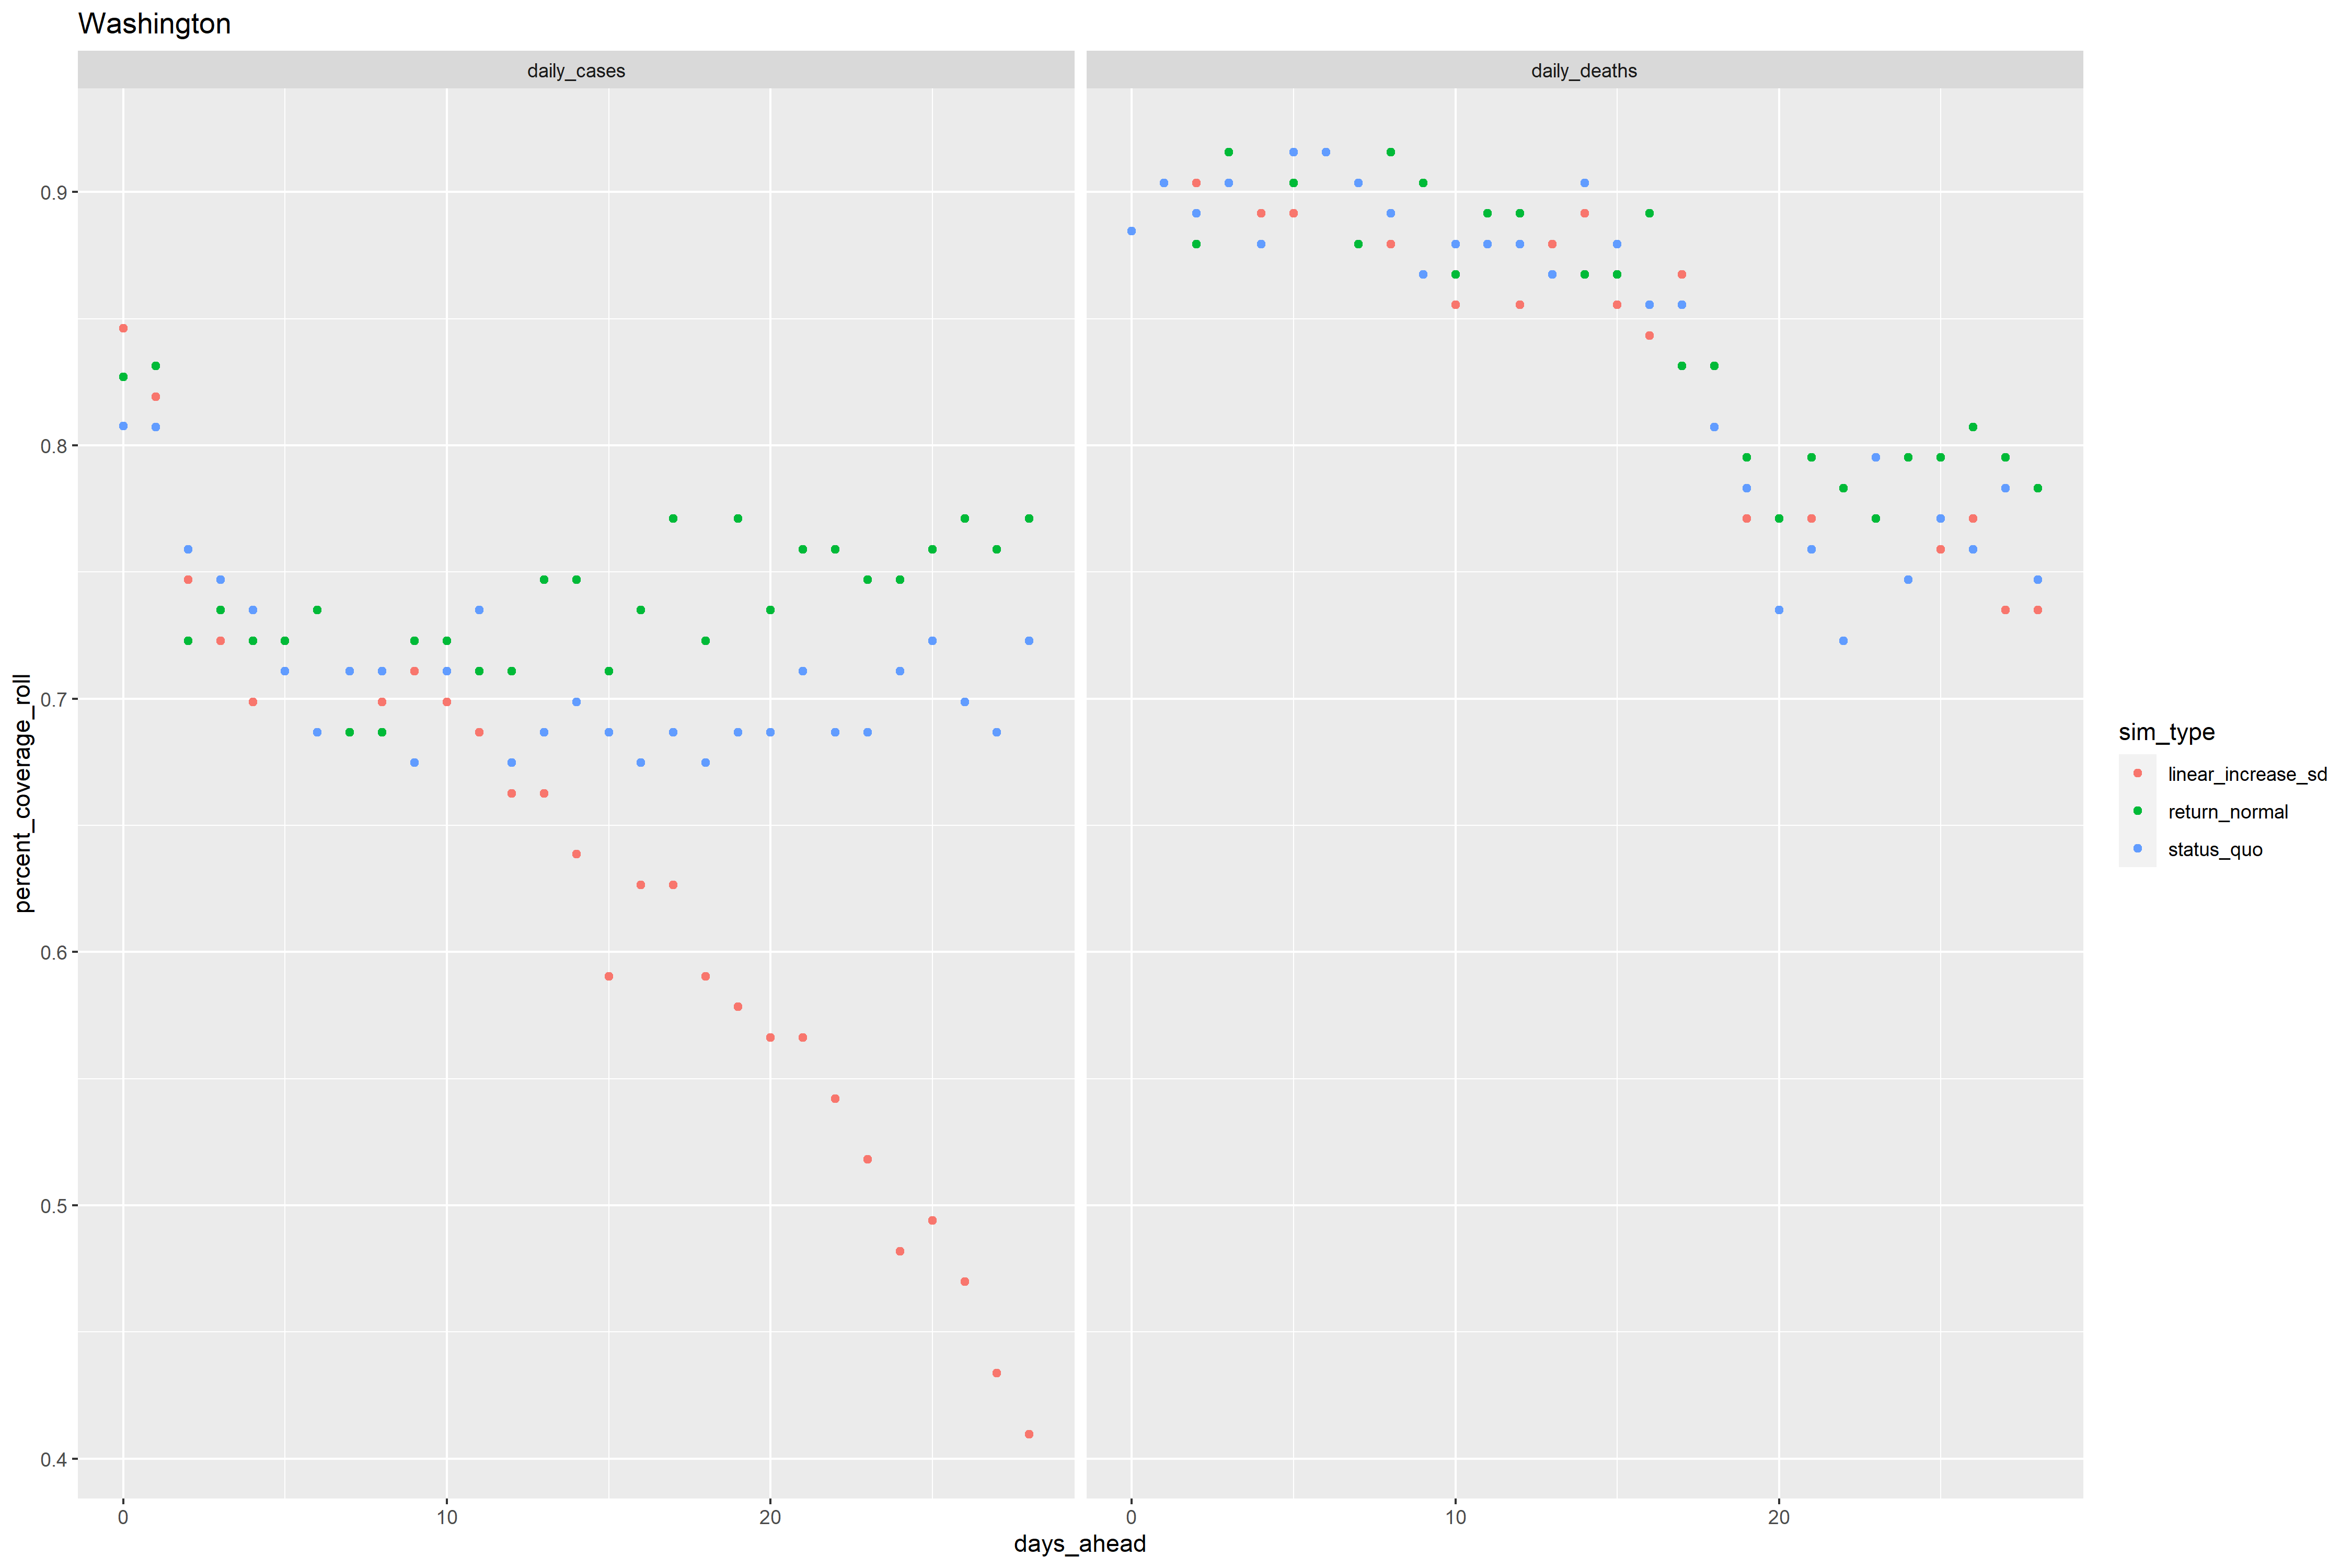 Washington
daily_cases
daily_deaths
percent_coverage_roll
0.9
0.8
0.7
0.6
0.5
0.4
0
10
20
0
10
20
days_ahead
sim_type
linear_increase_sd
return_normal
status_quo